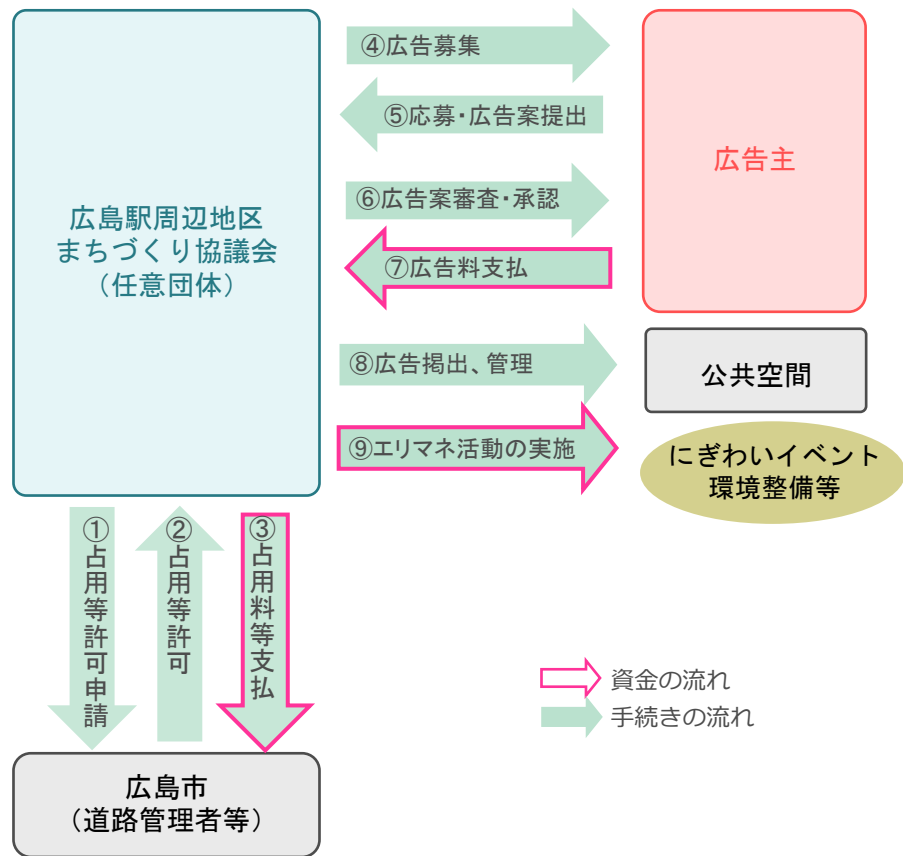 広島駅周辺地区
まちづくり協議会
（任意団体）
④広告募集
⑤応募・広告案提出
⑥広告案審査・承認
⑦広告料支払
⑧広告掲出、管理
⑨エリマネ活動の実施
広告主
公共空間
にぎわいイベント
環境整備等
①占用等許可申請
②占用等許可
③占用料等支払
資金の流れ
手続きの流れ
広島市
（道路管理者等）